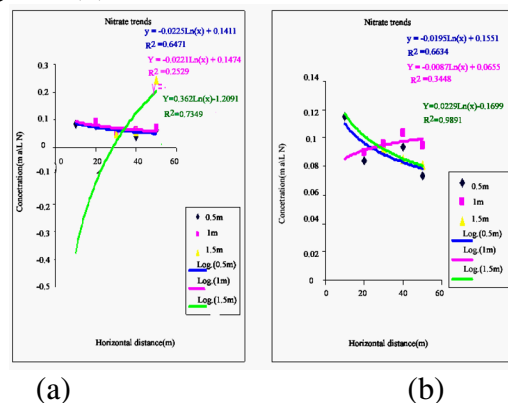 Nitrate trends
y = -0.0225Ln(x) + 0.1411
R2 = 0.6471
Y = -0.0221Ln(x) + 0.1474
R2 = 0.2529
Y=0.362Ln(x)-1.2091
R2=0.7349
0.3
0.2
0.1
0
-0.1
-0.2
-0.3
-0.4
-0.5
0
20
40
60
Concetration(m a\L N)
0.5m
1m
1.5m
Log.(0.5m)
Log.(1m)
Log.(1.5m)
Horizontal distance(m)
(a)
Nitrate trends
y = -0.0195Ln(x) + 0.1551
R2 = 0.6634
Y = -0.0087Ln(x) + 0.0655
R2 = 0.3448
Y=0.0229Ln(x)-0.1699
R2=0.9891
0.14
0.12
0.1
0.08
0.06
0.04
0.02
0
0
20
40
60
Concetration(m a\L N)
0.5m
1m
1.5m
Log.(0.5m)
Log.(1m)
Log.(1.5m)
Horizontal distance(m)
(b)